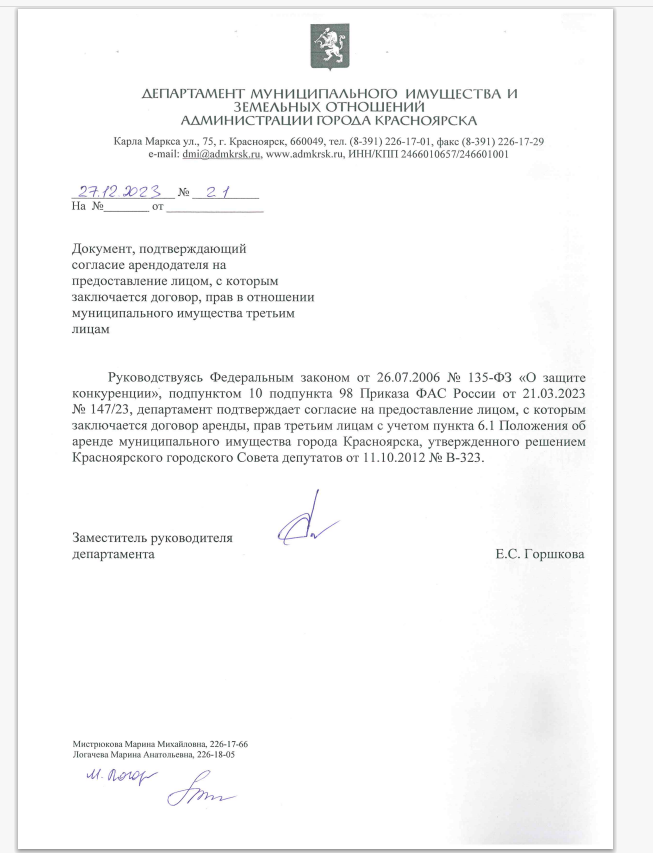 ДЕПАРТАМЕНТ МУНИЦИПАЛЬНОГО ИМУЩЕСТВА И
ЗЕМЕЛЬНЫХ ОТНОШЕНИЙ
АДМИНИСТРАЦИИ ГОРОДА КРАСНОЯРСКА
Карла Маркса ул., 75, г. Красноярск, 660049, тел. (8-391) 226-17-01, факс (8-391) 226-17-29
e-mail: dmi@admkrsk.ru, www.admkrsk.ru, ИНН/КПП 2466010657/246601001
27.12.2023 № 21
На №________ от ________________
Документ, подтверждающий
согласие арендодателя на
предоставление лицом, с которым
заключается договор, прав в отношении
муниципального имущества третьим
лицам
Руководствуясь Федеральным законом от 26.07.2006 № 135-ФЗ «О защите
конкуренции», подпунктом 10 подпункта 98 Приказа ФАС России от 21.03.2023
№ 147/23, департамент подтверждает согласие на предоставление лицом, с которым
заключается договор аренды, прав третьим лицам с учетом пункта 6.1 Положения об
аренде муниципального имущества города Красноярска, утвержденного решением
Красноярского городского Совета депутатов от 11.10.2012 № В-323.
Заместитель руководителя
департамента Е.С. Горшкова
Мистрюкова Марина Михайловна, 226-17-66
Логачева Марина Анатольевна, 226-18-05